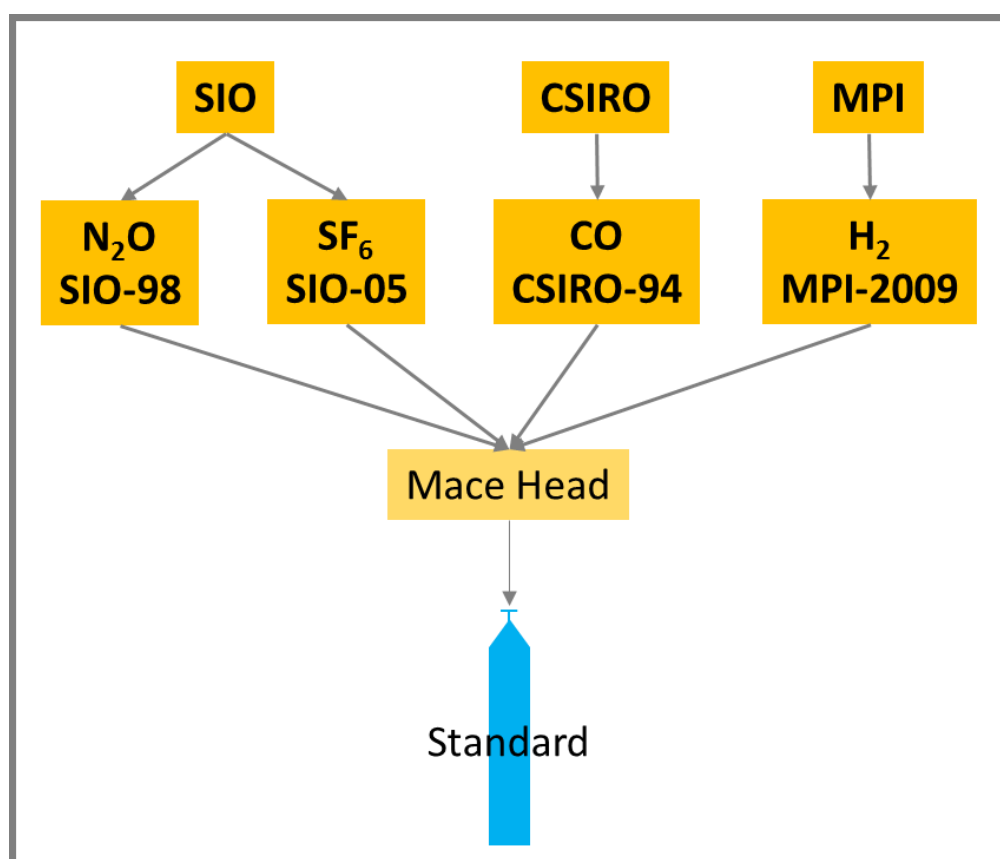 SIO
CSIRO
MPI
N₂O
SIO-98
SF₆
SIO-05
CO
CSIRO-94
H₂
MPI-2009
Mace Head
Standard